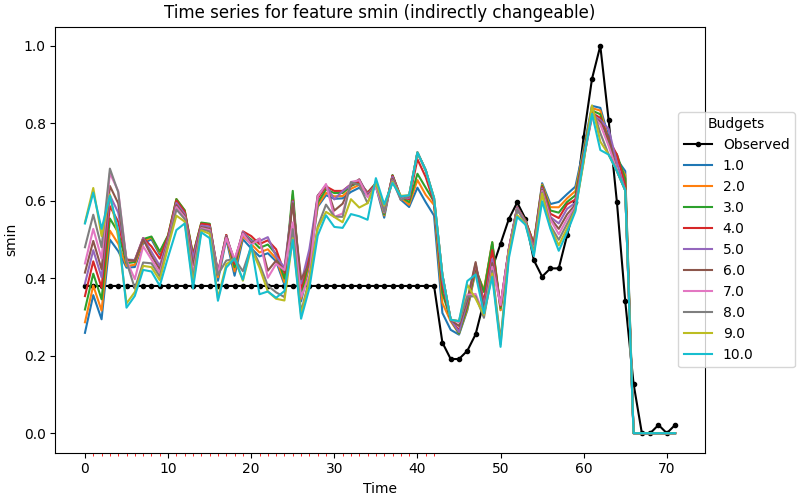 Time series for feature smin (indirectly changeable)
smin
1.0
0.8
0.6
0.4
0.2
0.0
0 10 20 30 40 50 60 70
Time
Budgets
Observed
1.0
2.0
3.0
4.0
5.0
6.0
7.0
8.0
9.0
10.0